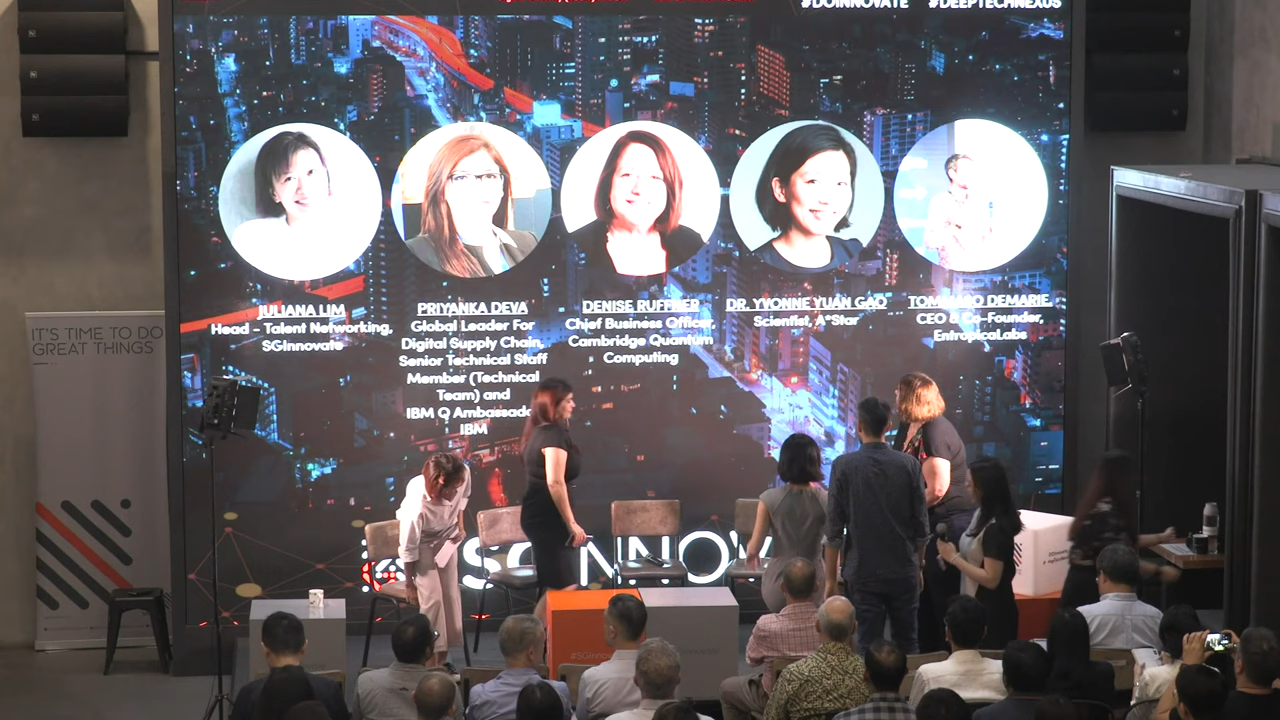 #DOINNOVATE #DEEPTECHNEXUS
JULIANA LIM
Head - Talent Networking,
SGInnovate
PRIYANKA DEVA
Global Leader For
Digital Supply Chain,
Senior Technical Staff
Member (Technical
Team) and
IBM Q Ambassador
IBM
DENISE RUFFNER
Chief Business Officer,
Cambridge Quantum
Computing
DR. YVONNE YUAN GAO
Scientist, A*Star
TOMMASO DEMARIE,
CEO & Co-Founder,
EntropicaLabs
IT'S TIME TO DO
GREAT THINGS
SGINNOV